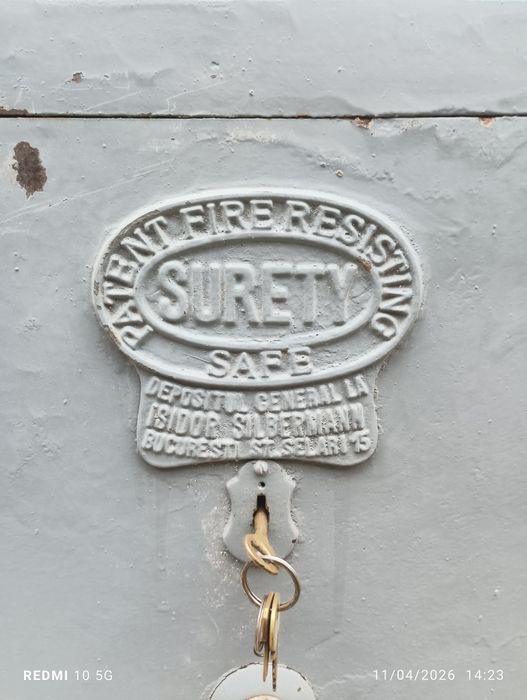 PATENT FIRE RESISTING
SURETY
SAFE
DEPOSITUL GENERAL LA
ISIDOR SILBERMANN
BUCURESTI ST. SELARI 15
REDMI 10 5G
11/04/2026 14:23